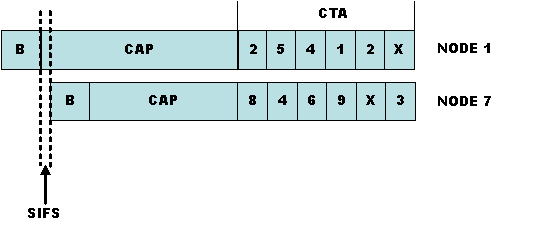 CTA
B CAP 2 5 4 1 2 X NODE 1
B CAP 8 4 6 9 X 3 NODE 7
SIFS